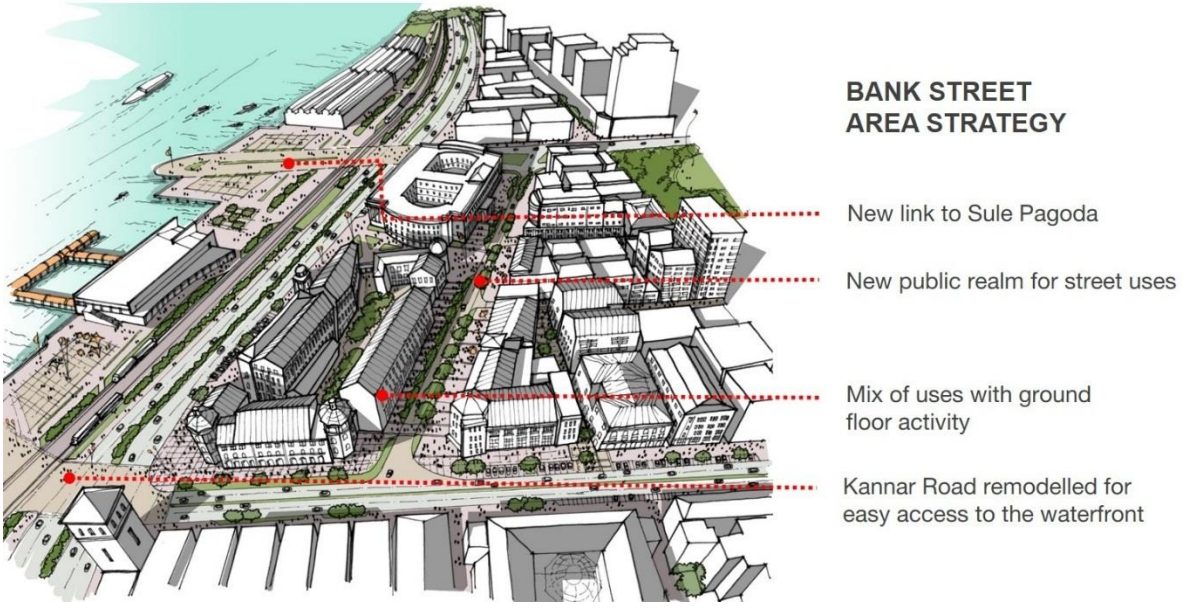 BANK STREET
AREA STRATEGY
New link to Sule Pagoda
New public realm for street uses
Mix of uses with ground
floor activity
Kannar Road remodelled for
easy access to the waterfront